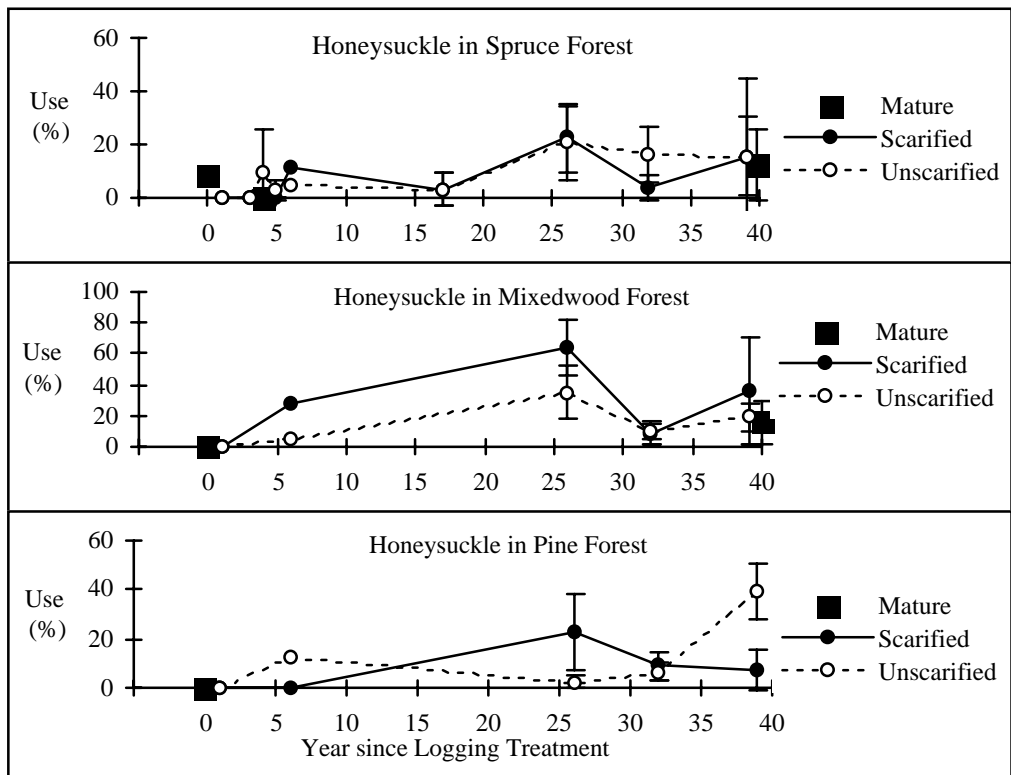 Honeysuckle in Spruce Forest
60
40
20
0
Use
(%)
0 5 10 15 20 25 30 35 40
Mature
Scarified
Unscarified
Honeysuckle in Mixedwood Forest
100
80
60
40
20
0
Use
(%)
0 5 10 15 20 25 30 35 40
Mature
Scarified
Unscarified
Honeysuckle in Pine Forest
60
40
20
0
Use
(%)
0 5 10 15 20 25 30 35 40
Year since Logging Treatment
Mature
Scarified
Unscarified